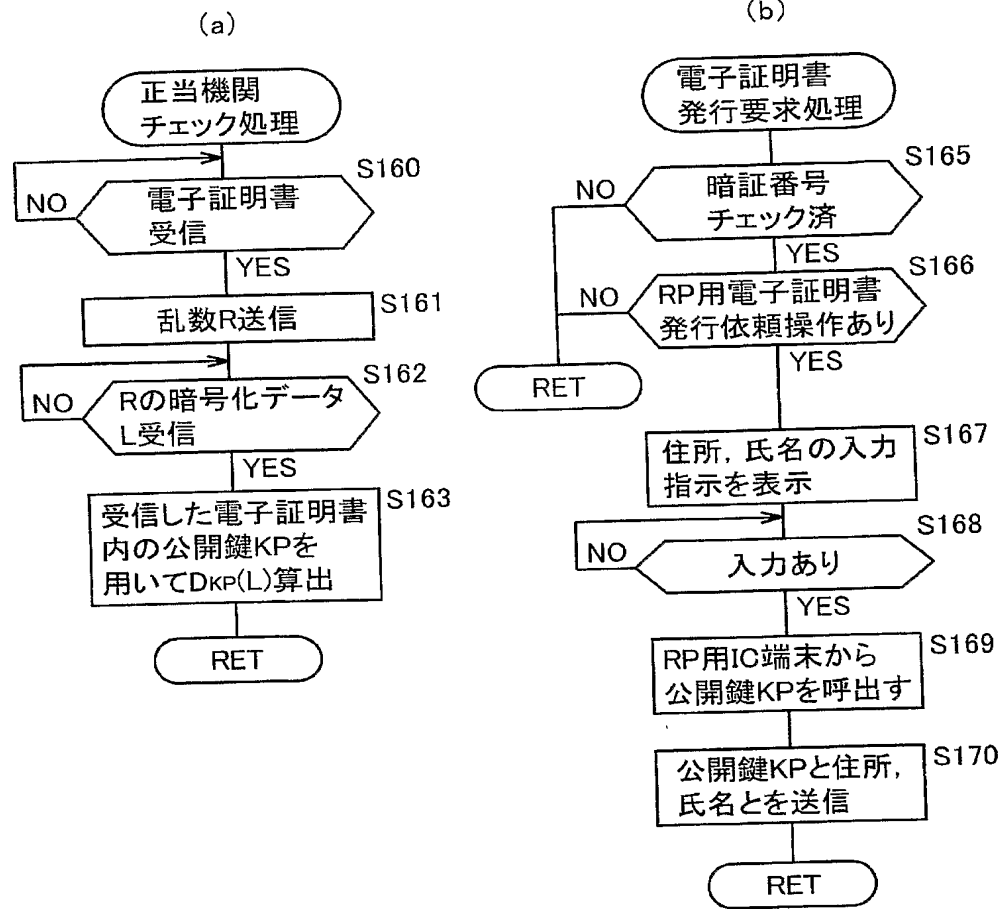 (a)
正当機関
チェック処理
S160
NO
電子証明書
受信
YES
S161
乱数R送信
S162
NO
Rの暗号化データ
L受信
YES
S163
受信した電子証明書
内の公開鍵KPを
用いてDKP(L)算出
RET
(b)
電子証明書
発行要求処理
S165
NO
暗証番号
チェック済
YES
S166
NO
RP用電子証明書
発行依頼操作あり
YES
RET
S167
住所,氏名の入力
指示を表示
S168
NO
入力あり
YES
S169
RP用IC端末から
公開鍵KPを呼出す
S170
公開鍵KPと住所,
氏名とを送信
RET